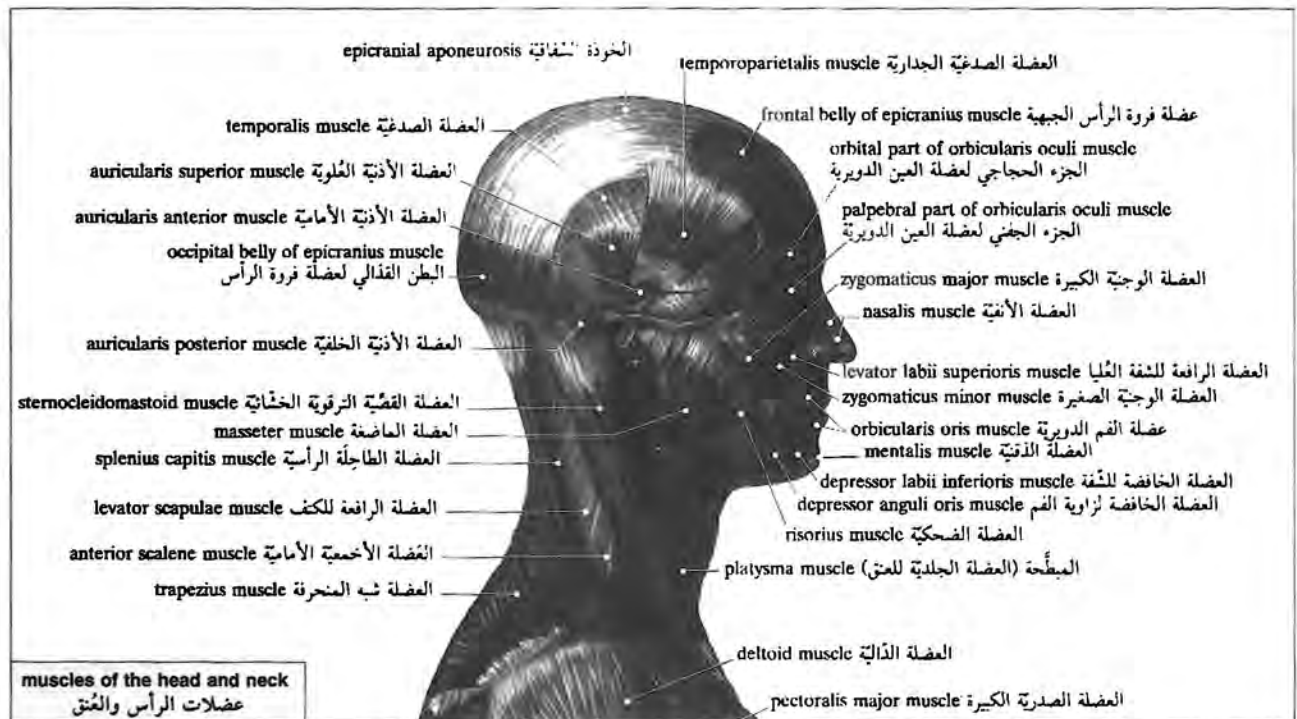 epicranial aponeurosis الخوذة السِّفاقيّة
temporoparietalis muscle العضلة الصدغيّة الجداريّة
temporalis muscle العضلة الصدغيّة
frontal belly of epicranius muscle عضلة فروة الرأس الجبهية
orbital part of orbicularis oculi muscle
الجزء الحجاجي لعضلة العين الدويرية
auricularis superior muscle العضلة الأذنيّة العُلويّة
auricularis anterior muscle العضلة الأذنيّة الأماميّة
palpebral part of orbicularis oculi muscle
الجزء الجفني لعضلة العين الدويريّة
occipital belly of epicranius muscle
البطن القذالي لعضلة فروة الرأس
zygomaticus major muscle العضلة الوجنيّة الكبيرة
nasalis muscle العضلة الأنفيّة
auricularis posterior muscle العضلة الأذنيّة الخلفيّة
levator labii superioris muscle العضلة الرافعة للشفة العُليا
zygomaticus minor muscle العضلة الوجنيّة الصغيرة
sternocleidomastoid muscle العضلة القصِّيّة الترقويّة الخشّائيّة
orbicularis oris muscle عضلة الفم الدويريّة
masseter muscle العضلة الماضغة
mentalis muscle العضلة الذقنيّة
splenius capitis muscle العضلة الطاحِلَة الرأسيّة
depressor labii inferioris muscle العضلة الخافضة للشّفة
depressor anguli oris muscle العضلة الخافضة لزاوية الفم
levator scapulae muscle العضلة الرافعة للكتف
risorius muscle العضلة الضحكيّة
anterior scalene muscle العُضلة الأخمعيّة الأماميّة
platysma muscle المبطَّحة (العضلة الجلديّة للعنق)
trapezius muscle العضلة شبه المنحرفة
deltoid muscle العضلة الدّاليّة
muscles of the head and neck
عضلات الرأس والعُنق
pectoralis major muscle العضلة الصدريّة الكبيرة